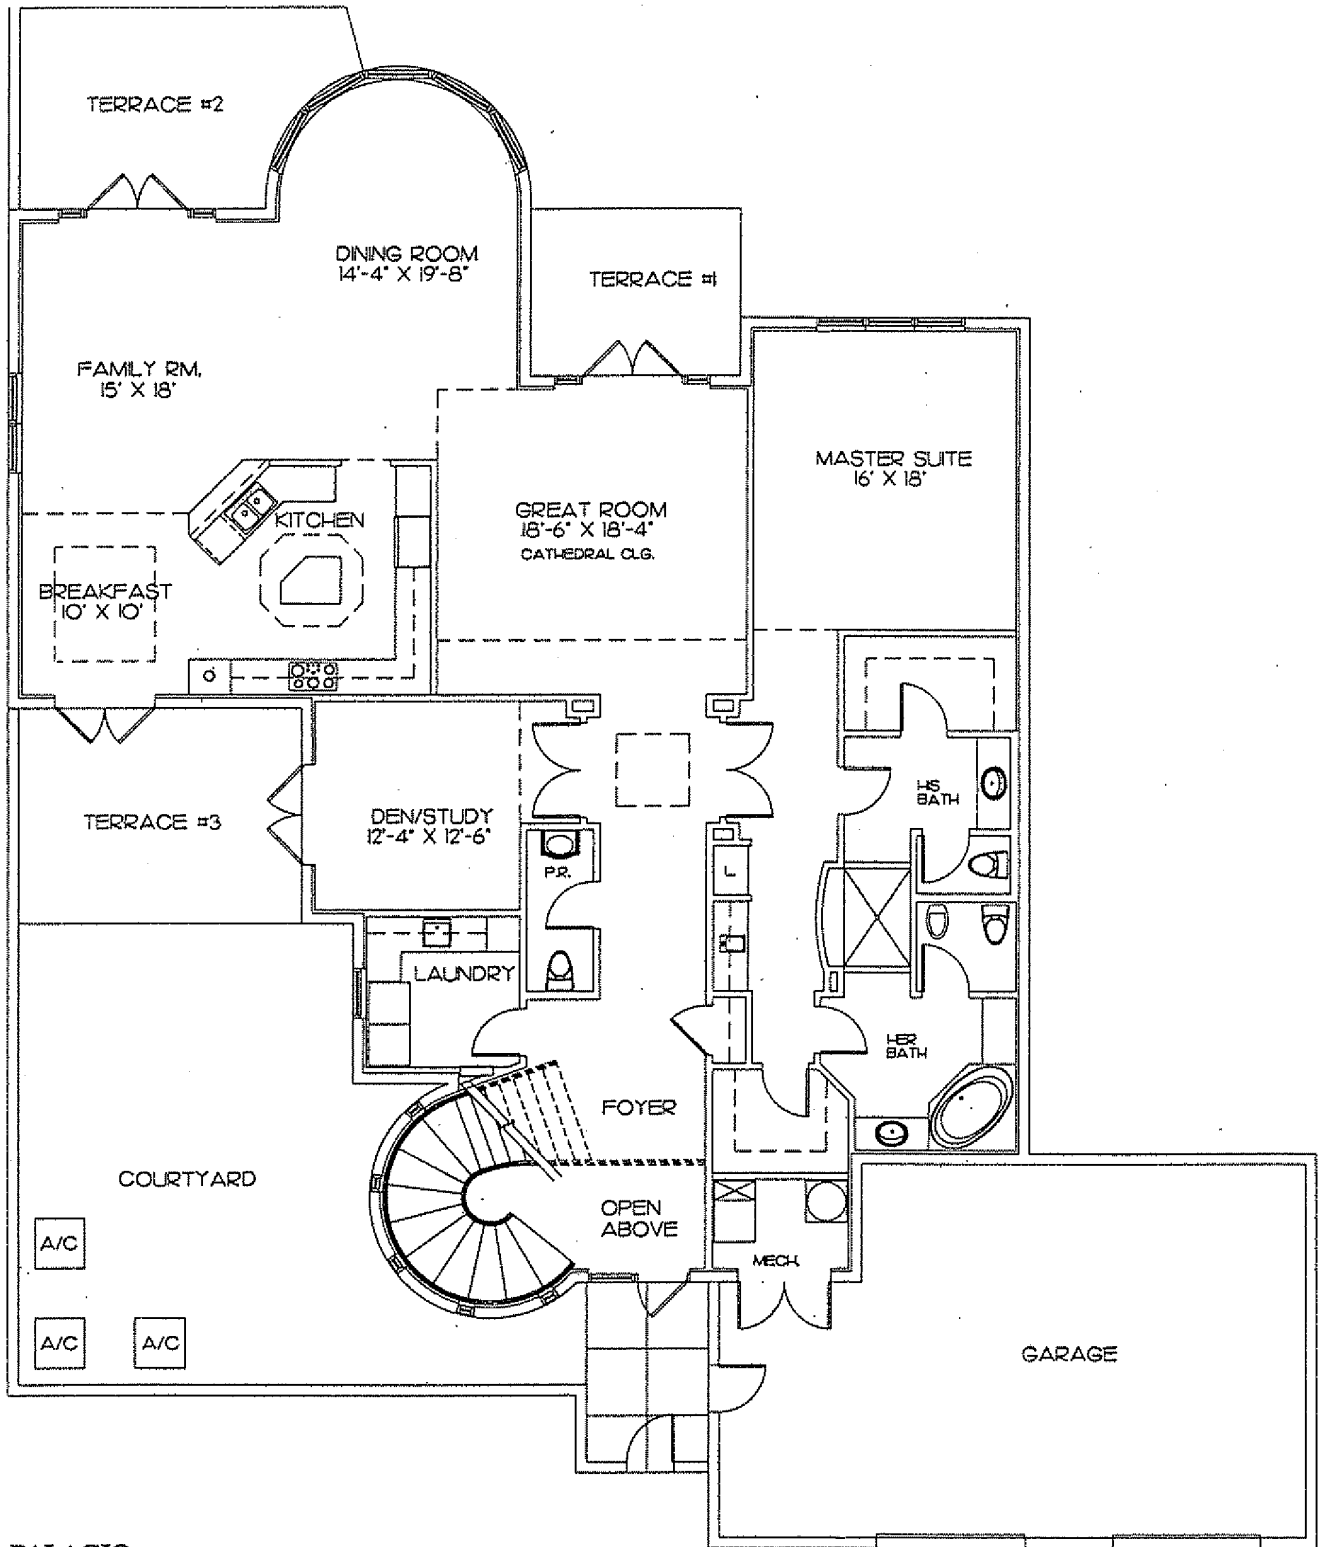 TERRACE #2
DINING ROOM
14'-4" X 19'-8"
TERRACE #1
FAMILY RM.
15' X 18'
MASTER SUITE
16' X 18'
GREAT ROOM
18'-6" X 18'-4"
CATHEDRAL CLG.
KITCHEN
BREAKFAST
10' X 10'
HIS
BATH
TERRACE #3
DEN/STUDY
12'-4" X 12'-6"
P.R.
L
LAUNDRY
HER
BATH
FOYER
COURTYARD
OPEN
ABOVE
A/C
MECH.
A/C
A/C
GARAGE